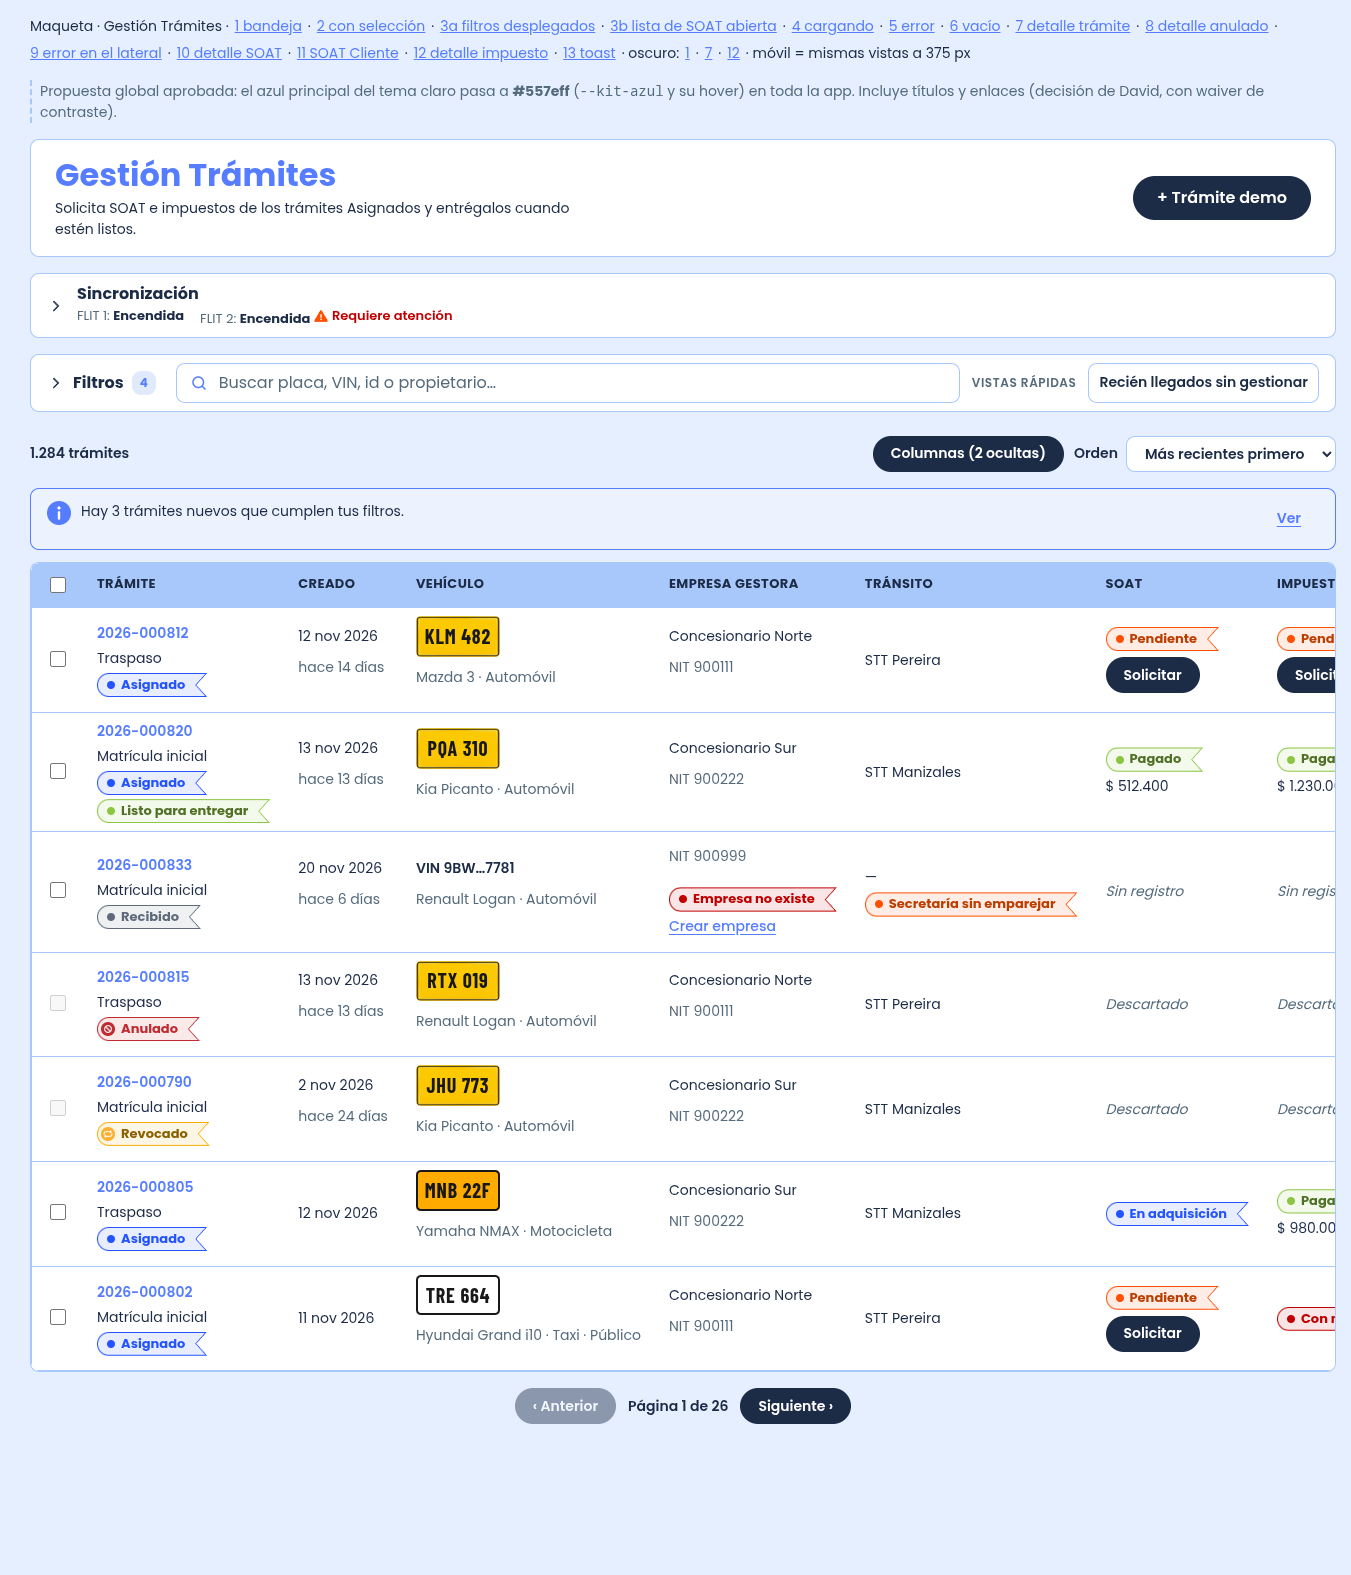 Maqueta · Gestión Trámites · 1 bandeja · 2 con selección · 3a filtros desplegados · 3b lista de SOAT abierta · 4 cargando · 5 error · 6 vacío · 7 detalle trámite · 8 detalle anulado ·
9 error en el lateral · 10 detalle SOAT · 11 SOAT Cliente · 12 detalle impuesto · 13 toast · oscuro: 1 · 7 · 12 · móvil = mismas vistas a 375 px
Propuesta global aprobada: el azul principal del tema claro pasa a #557eff (--kit-azul y su hover) en toda la app. Incluye títulos y enlaces (decisión de David, con waiver de
contraste).
Gestión Trámites
Solicita SOAT e impuestos de los trámites Asignados y entrégalos cuando
estén listos.
+ Trámite demo
Sincronización
FLIT 1: Encendida FLIT 2: Encendida Requiere atención
Filtros 4 Buscar placa, VIN, id o propietario... VISTAS RÁPIDAS Recién llegados sin gestionar
1.284 trámites Columnas (2 ocultas) Orden Más recientes primero
Hay 3 trámites nuevos que cumplen tus filtros. Ver
TRÁMITE CREADO VEHÍCULO EMPRESA GESTORA TRÁNSITO SOAT IMPUEST
2026-000812
Traspaso
Asignado
12 nov 2026
hace 14 días
KLM 482
Mazda 3 · Automóvil
Concesionario Norte
NIT 900111
STT Pereira
Pendiente
Solicitar
Pend
Solicit
2026-000820
Matrícula inicial
Asignado
Listo para entregar
13 nov 2026
hace 13 días
PQA 310
Kia Picanto · Automóvil
Concesionario Sur
NIT 900222
STT Manizales
Pagado
$ 512.400
Paga
$ 1.230.0
2026-000833
Matrícula inicial
Recibido
20 nov 2026
hace 6 días
VIN 9BW…7781
Renault Logan · Automóvil
NIT 900999
Empresa no existe
Crear empresa
—
Secretaría sin emparejar
Sin registro
Sin regis
2026-000815
Traspaso
Anulado
13 nov 2026
hace 13 días
RTX 019
Renault Logan · Automóvil
Concesionario Norte
NIT 900111
STT Pereira
Descartado
Descarta
2026-000790
Matrícula inicial
Revocado
2 nov 2026
hace 24 días
JHU 773
Kia Picanto · Automóvil
Concesionario Sur
NIT 900222
STT Manizales
Descartado
Descarta
2026-000805
Traspaso
Asignado
12 nov 2026
MNB 22F
Yamaha NMAX · Motocicleta
Concesionario Sur
NIT 900222
STT Manizales
En adquisición
Paga
$ 980.00
2026-000802
Matrícula inicial
Asignado
11 nov 2026
TRE 664
Hyundai Grand i10 · Taxi · Público
Concesionario Norte
NIT 900111
STT Pereira
Pendiente
Solicitar
Con
‹ Anterior Página 1 de 26 Siguiente ›